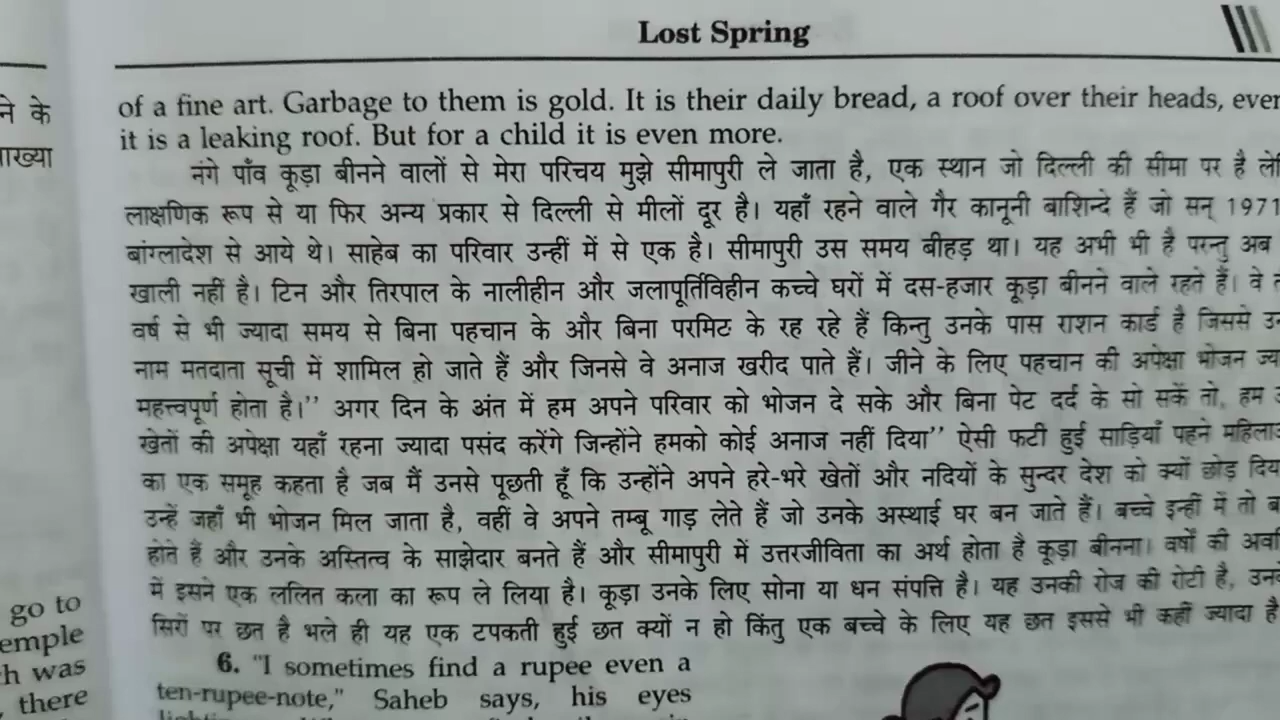 Lost Spring
of a fine art. Garbage to them is gold. It is their daily bread, a roof over their heads, even
it is a leaking roof. But for a child it is even more.
नंगे पाँव कूड़ा बीनने वालों से मेरा परिचय मुझे सीमापुरी ले जाता है, एक स्थान जो दिल्ली की सीमा पर है
लाक्षणिक रूप से या फिर अन्य प्रकार से दिल्ली से मीलों दूर है। यहाँ रहने वाले गैर कानूनी बाशिन्दे हैं जो सन् 1971
बांग्लादेश से आये थे। साहेब का परिवार उन्हीं में से एक है। सीमापुरी उस समय बीहड़ था। यह अभी भी है परन्तु अब
खाली नहीं है। टिन और तिरपाल के नालीहीन और जलापूर्तिविहीन कच्चे घरों में दस-हजार कूड़ा बीनने वाले रहते हैं। वे
वर्ष से भी ज्यादा समय से बिना पहचान के और बिना परमिट के रह रहे हैं किन्तु उनके पास राशन कार्ड है जिससे
नाम मतदाता सूची में शामिल हो जाते हैं और जिनसे वे अनाज खरीद पाते हैं। जीने के लिए पहचान की अपेक्षा भोजन
महत्त्वपूर्ण होता है।" अगर दिन के अंत में हम अपने परिवार को भोजन दे सके और बिना पेट दर्द के सो सकें तो, हम
खेतों की अपेक्षा यहाँ रहना ज्यादा पसंद करेंगे जिन्होंने हमको कोई अनाज नहीं दिया" ऐसी फटी हुई साड़ियाँ पहने
का एक समूह कहता है जब मैं उनसे पूछती हूँ कि उन्होंने अपने हरे-भरे खेतों और नदियों के सुन्दर देश को क्यों छोड़
उन्हें जहाँ भी भोजन मिल जाता है, वहीं वे अपने तम्बू गाड़ लेते हैं जो उनके अस्थाई घर बन जाते हैं। बच्चे इन्हीं में तो
होते हैं और उनके अस्तित्व के साझेदार बनते हैं और सीमापुरी में उत्तरजीविता का अर्थ होता है कूड़ा बीनना। वर्षों की
में इसने एक ललित कला का रूप ले लिया है। कूड़ा उनके लिए सोना या धन संपत्ति है। यह उनकी रोज की रोटी है,
सिरों पर छत है भले ही यह एक टपकती हुई छत क्यों न हो किंतु एक बच्चे के लिए यह छत इससे भी कहीं ज्यादा है
6. "I sometimes find a rupee even a
ten-rupee-note," Saheb says, his eyes
ने के
go to
was
there